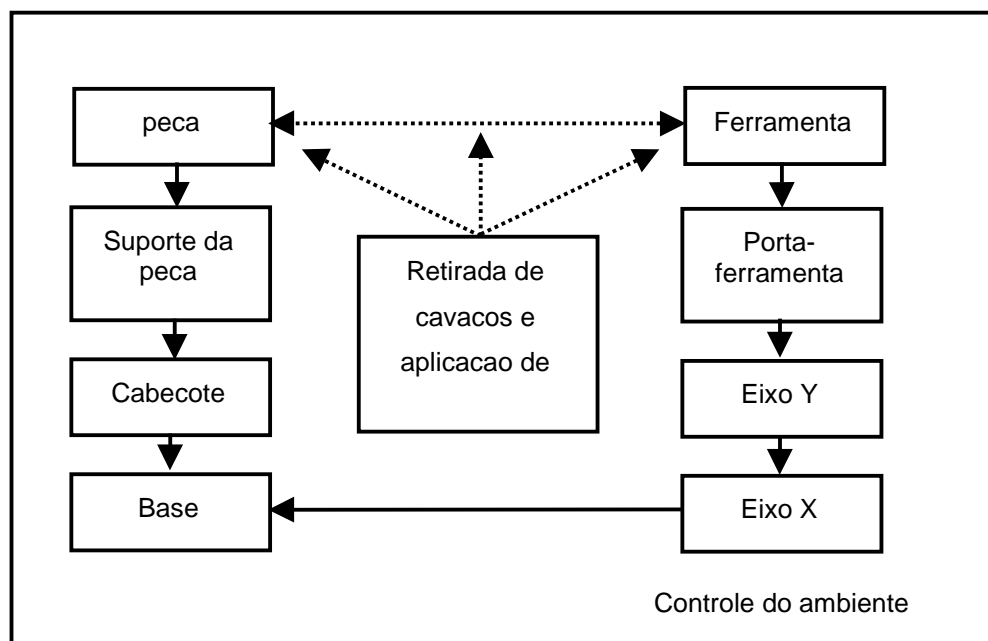 peca
Ferramenta
Suporte da
peca
Retirada de
cavacos e
aplicacao de
Porta-
ferramenta
Cabecote
Eixo Y
Base
Eixo X
Controle do ambiente